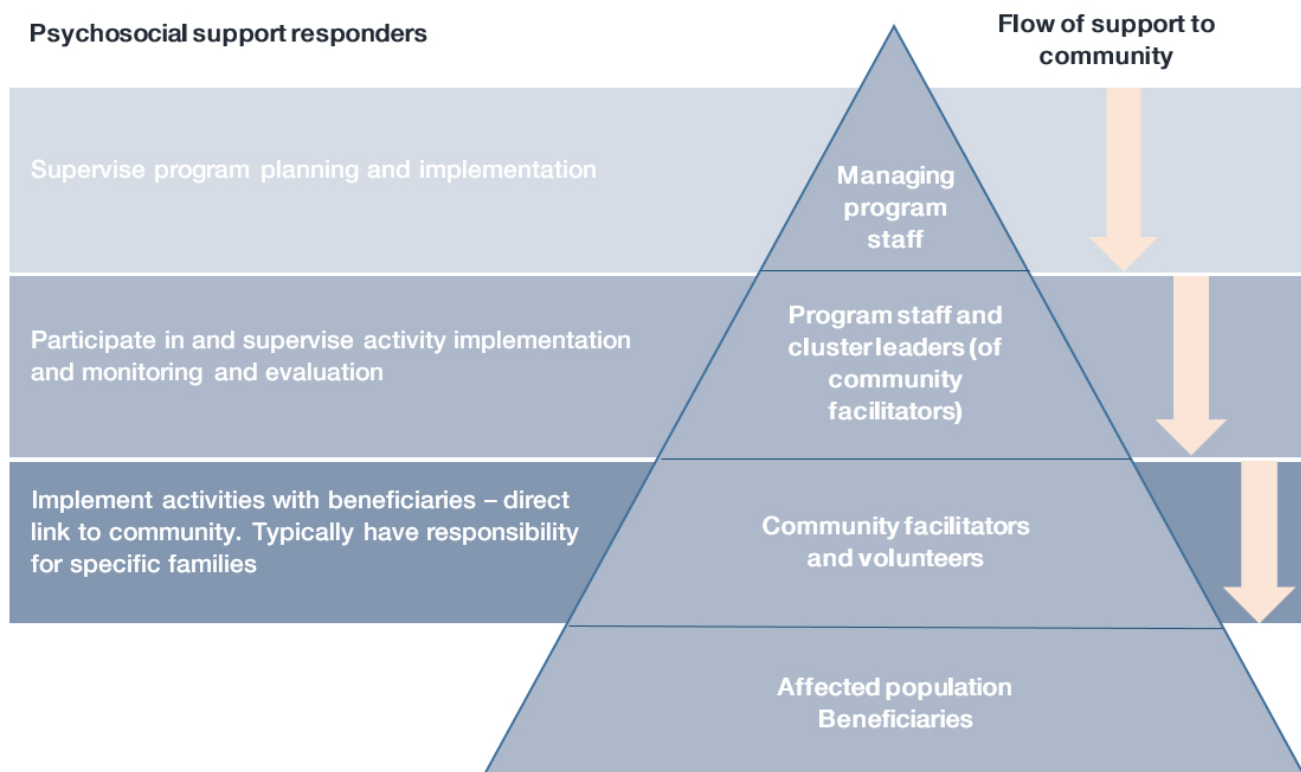 Psychosocial support responders
Flow of support to
community
Supervise program planning and implementation
Managing
program
staff
Participate in and supervise activity implementation
and monitoring and evaluation
Program staff and
cluster leaders (of
community
facilitators)
Implement activities with beneficiaries – direct
link to community. Typically have responsibility
for specific families
Community facilitators
and volunteers
Affected population
Beneficiaries